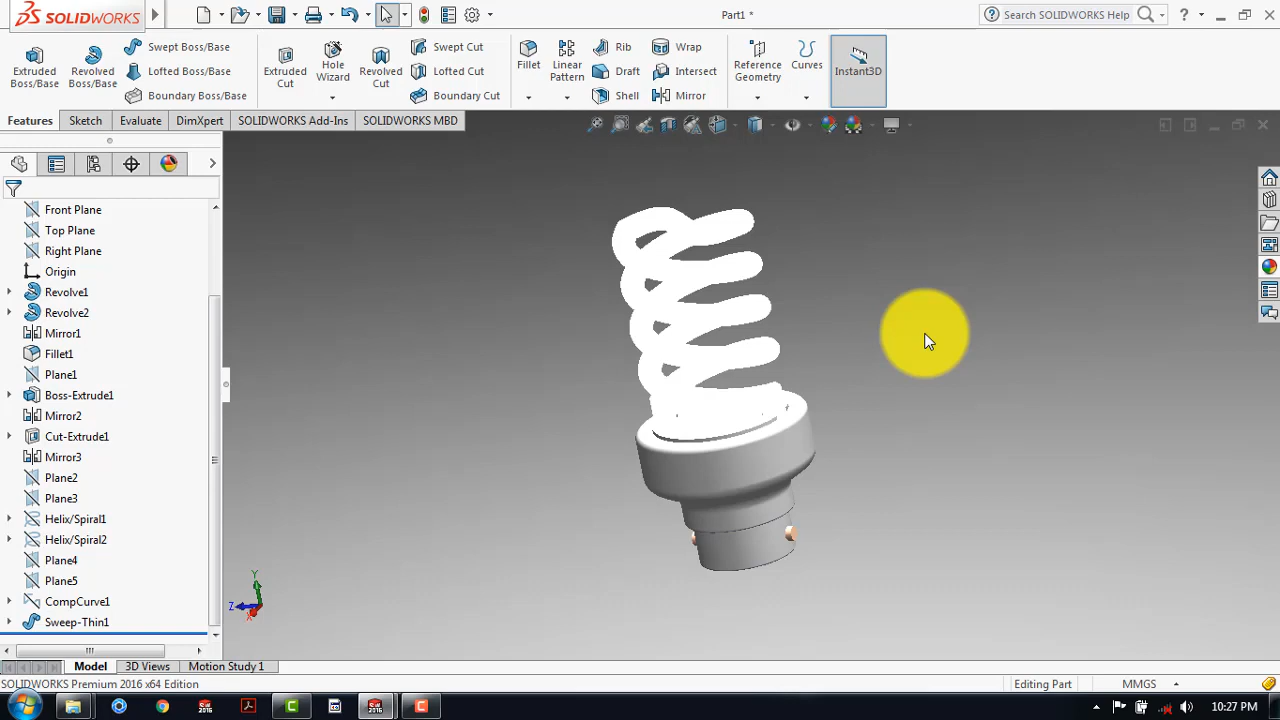 SOLIDWORKS
Part1 *
Search SOLIDWORKS Help
?
Extruded Boss/Base
Revolved Boss/Base
Swept Boss/Base
Lofted Boss/Base
Boundary Boss/Base
Extruded Cut
Hole Wizard
Revolved Cut
Swept Cut
Lofted Cut
Boundary Cut
Fillet
Linear Pattern
Rib
Draft
Shell
Wrap
Intersect
Mirror
Reference Geometry
Curves
Instant3D
Features
Sketch
Evaluate
DimXpert
SOLIDWORKS Add-Ins
SOLIDWORKS MBD
Front Plane
Top Plane
Right Plane
Origin
Revolve1
Revolve2
Mirror1
Fillet1
Plane1
Boss-Extrude1
Mirror2
Cut-Extrude1
Mirror3
Plane2
Plane3
Helix/Spiral1
Helix/Spiral2
Plane4
Plane5
CompCurve1
Sweep-Thin1
Y
Z
X
Model
3D Views
Motion Study 1
SOLIDWORKS Premium 2016 x64 Edition
Editing Part
MMGS
10:27 PM